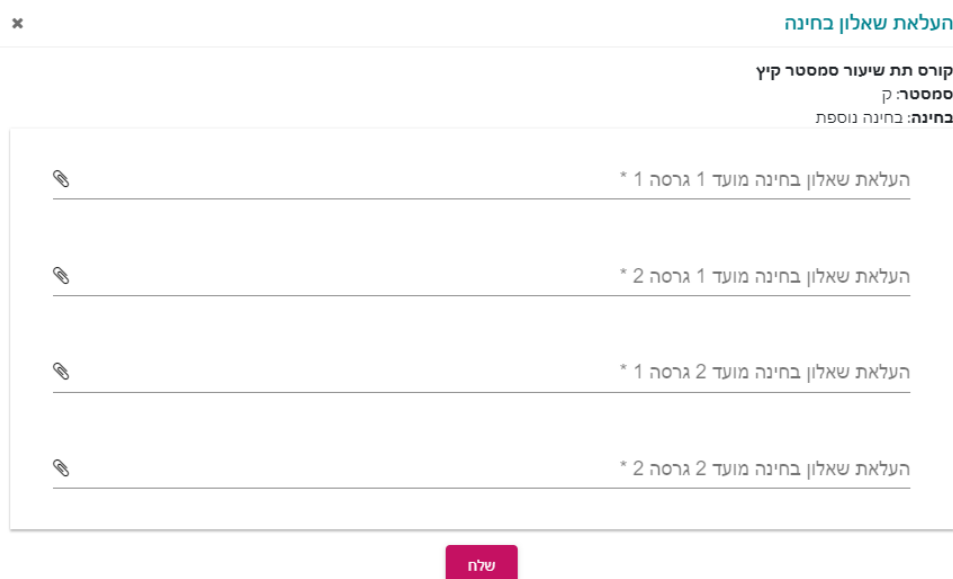 העלאת שאלון בחינה
קורס תת שיעור סמסטר קיץ
סמסטר: ק
בחינה: בחינה נוספת
העלאת שאלון בחינה מועד 1 גרסה 1 *
העלאת שאלון בחינה מועד 1 גרסה 2 *
העלאת שאלון בחינה מועד 2 גרסה 1 *
העלאת שאלון בחינה מועד 2 גרסה 2 *
שלח